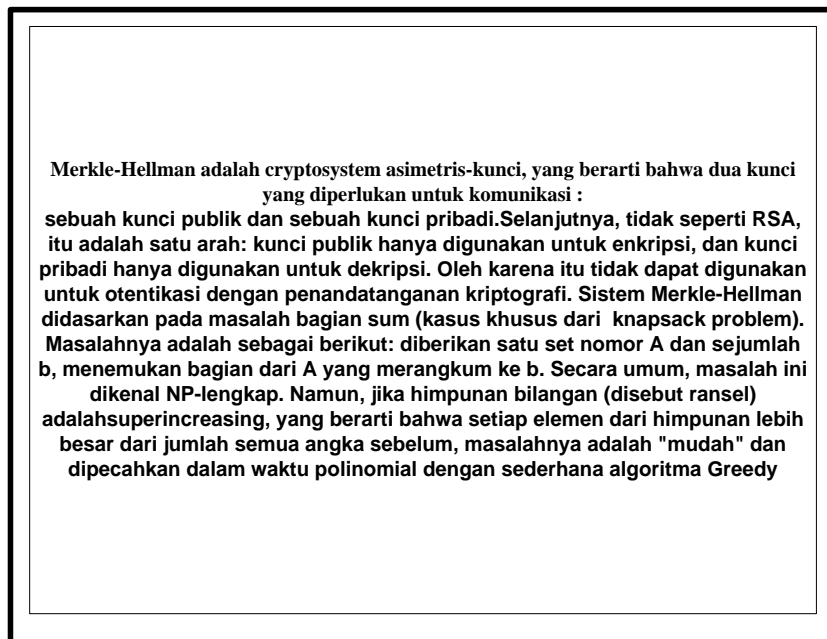 Merkle-Hellman adalah cryptosystem asimetris-kunci, yang berarti bahwa dua kunci
yang diperlukan untuk komunikasi :
sebuah kunci publik dan sebuah kunci pribadi.Selanjutnya, tidak seperti RSA,
itu adalah satu arah: kunci publik hanya digunakan untuk enkripsi, dan kunci
pribadi hanya digunakan untuk dekripsi. Oleh karena itu tidak dapat digunakan
untuk otentikasi dengan penandatanganan kriptografi. Sistem Merkle-Hellman
didasarkan pada masalah bagian sum (kasus khusus dari knapsack problem).
Masalahnya adalah sebagai berikut: diberikan satu set nomor A dan sejumlah
b, menemukan bagian dari A yang merangkum ke b. Secara umum, masalah ini
dikenal NP-lengkap. Namun, jika himpunan bilangan (disebut ransel)
adalahsuperincreasing, yang berarti bahwa setiap elemen dari himpunan lebih
besar dari jumlah semua angka sebelum, masalahnya adalah "mudah" dan
dipecahkan dalam waktu polinomial dengan sederhana algoritma Greedy